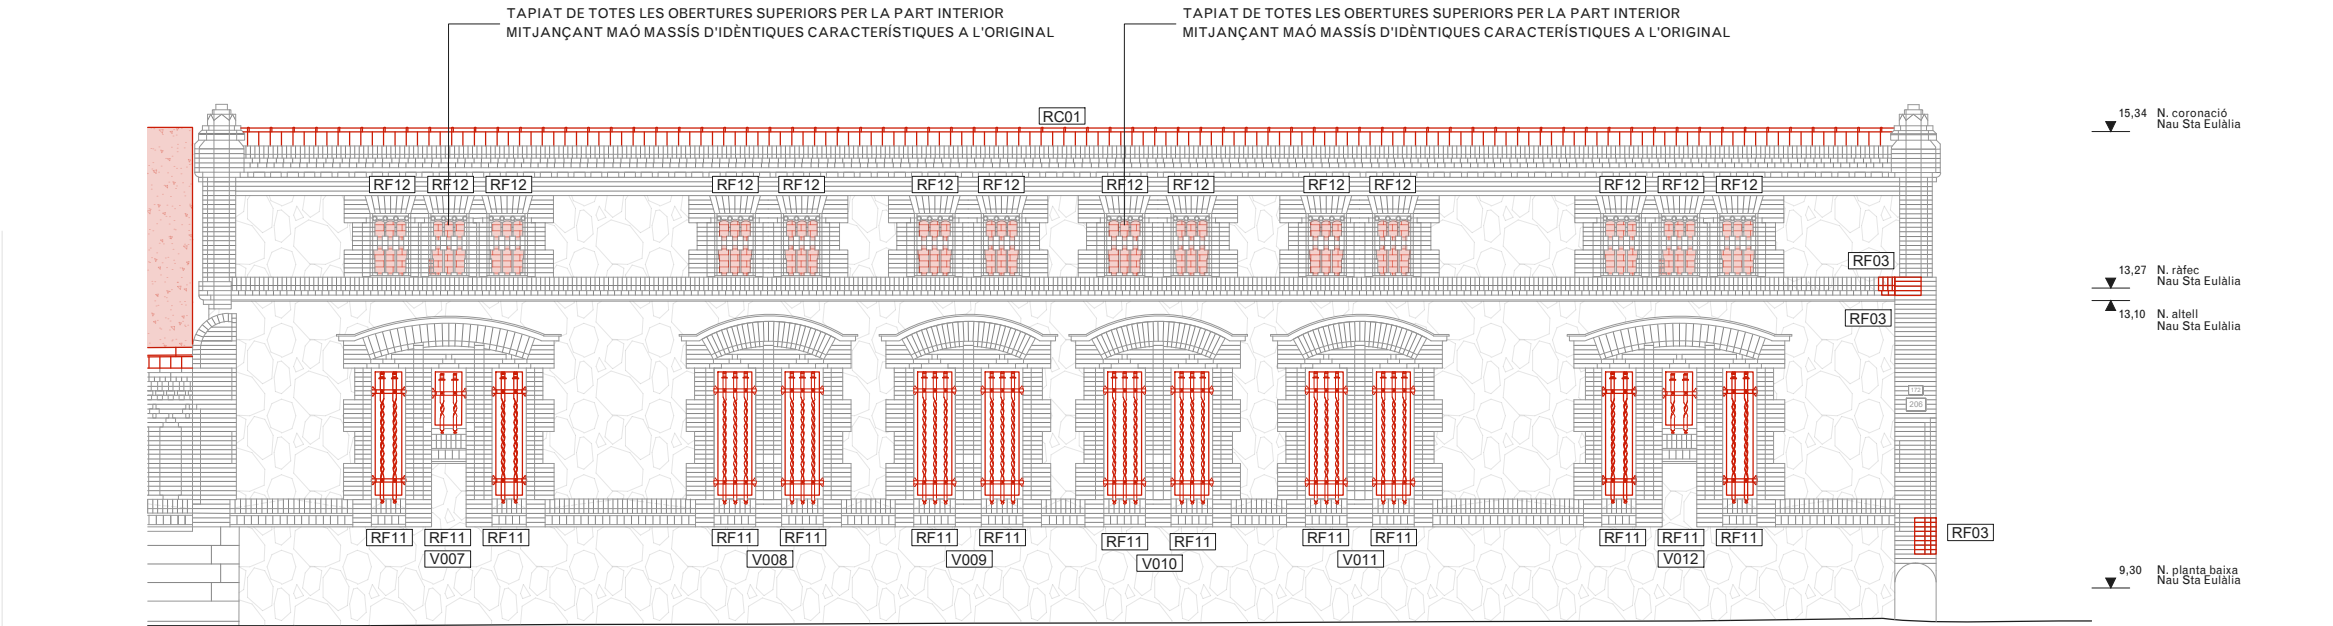 TAPIAT DE TOTES LES OBERTURES SUPERIORS PER LA PART INTERIOR
MITJANÇANT MAÓ MASSÍS D'IDÈNTIQUES CARACTERÍSTIQUES A L'ORIGINAL
TAPIAT DE TOTES LES OBERTURES SUPERIORS PER LA PART INTERIOR
MITJANÇANT MAÓ MASSÍS D'IDÈNTIQUES CARACTERÍSTIQUES A L'ORIGINAL
RC01
15,34 N. coronació
Nau Sta Eulàlia
RF12 RF12 RF12 RF12 RF12 RF12 RF12 RF12 RF12 RF12 RF12 RF12 RF12 RF12
RF03
13,27 N. ràfec
Nau Sta Eulàlia
RF03
13,10 N. altell
Nau Sta Eulàlia
172
206
RF11 RF11 RF11 RF11 RF11 RF11 RF11 RF11 RF11 RF11 RF11 RF11 RF11 RF11
RF03
V007 V008 V009 V010 V011 V012
9,30 N. planta baixa
Nau Sta Eulàlia